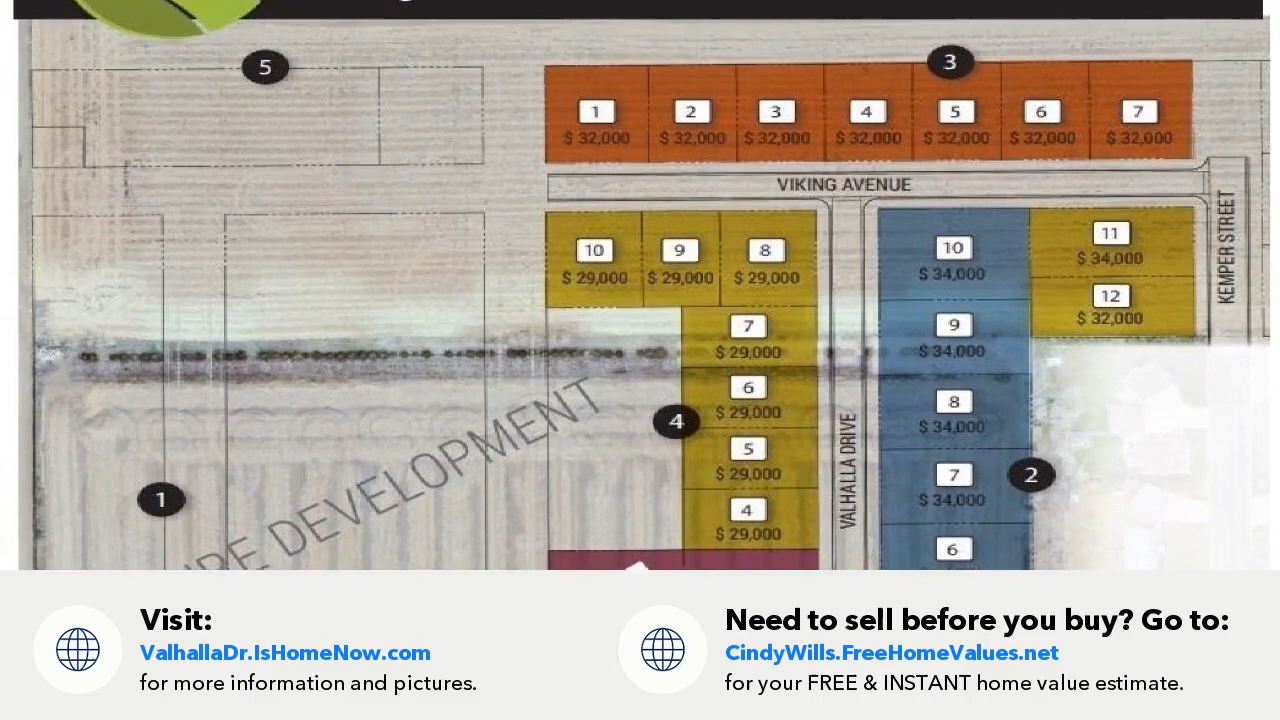 5
3
1 2 3 4 5 6 7
$ 32,000 $ 32,000 $ 32,000 $ 32,000 $ 32,000 $ 32,000 $ 32,000
VIKING AVENUE
KEMPER STREET
10 9 8
$ 29,000 $ 29,000 $ 29,000
10
$ 34,000
11
$ 34,000
12
$ 32,000
7
$ 29,000
9
$ 34,000
6
$ 29,000
8
$ 34,000
4
5
$ 29,000
7
$ 34,000
2
4
$ 29,000
6
VALHALLA DRIVE
1
DEVELOPMENT
Visit:
ValhallaDr.IsHomeNow.com
for more information and pictures.
Need to sell before you buy? Go to:
CindyWills.FreeHomeValues.net
for your FREE & INSTANT home value estimate.